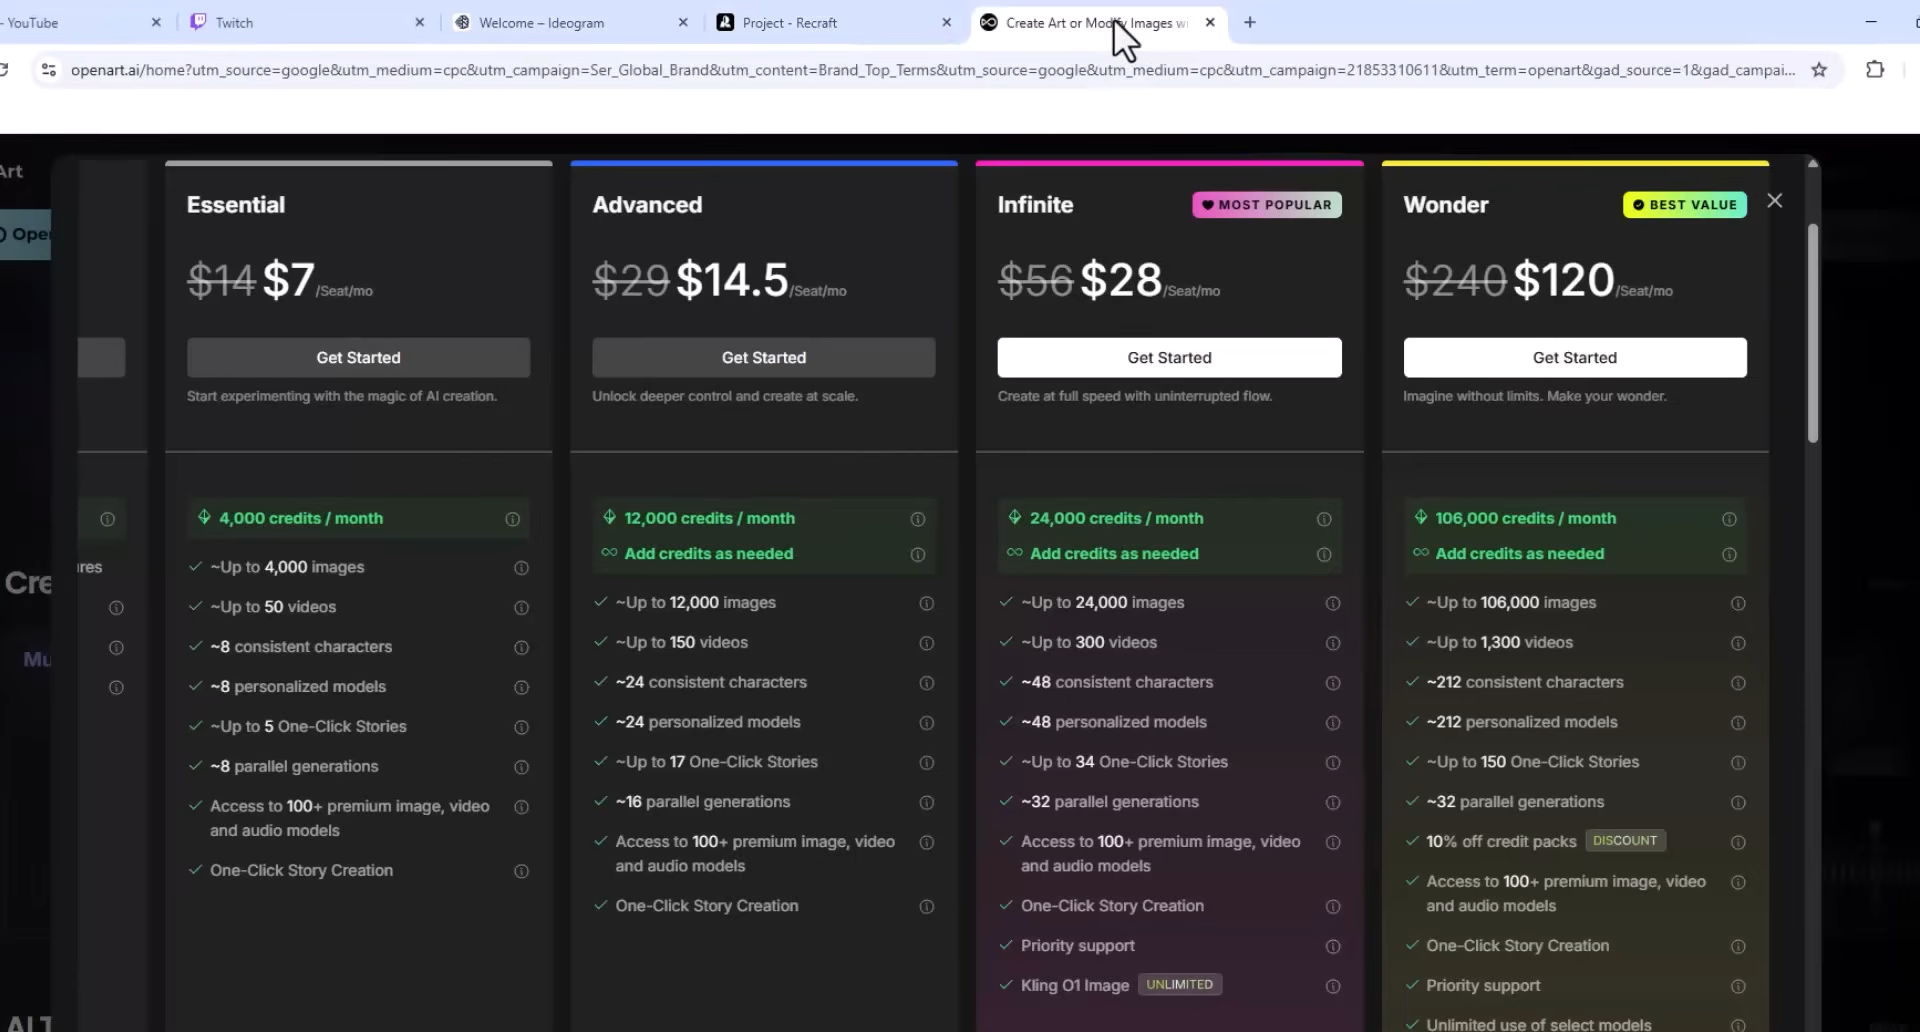 - YouTube
Twitch
Welcome – Ideogram
Project - Recraft
Create Art or Modify Images w
openart.ai/home?utm_source=google&utm_medium=cpc&utm_campaign=Ser_Global_Brand&utm_content=Brand_Top_Terms&utm_source=google&utm_medium=cpc&utm_campaign=21853310611&utm_term=openart&gad_source=1&gad_campai...
Art
Open
Cre
Mu
AI T
ures
Essential
$14 $7 /Seat/mo
Get Started
Start experimenting with the magic of AI creation.
4,000 credits / month
~Up to 4,000 images
~Up to 50 videos
~8 consistent characters
~8 personalized models
~Up to 5 One-Click Stories
~8 parallel generations
Access to 100+ premium image, video
and audio models
One-Click Story Creation
Advanced
$29 $14.5 /Seat/mo
Get Started
Unlock deeper control and create at scale.
12,000 credits / month
Add credits as needed
~Up to 12,000 images
~Up to 150 videos
~24 consistent characters
~24 personalized models
~Up to 17 One-Click Stories
~16 parallel generations
Access to 100+ premium image, video
and audio models
One-Click Story Creation
Infinite
MOST POPULAR
$56 $28 /Seat/mo
Get Started
Create at full speed with uninterrupted flow.
24,000 credits / month
Add credits as needed
~Up to 24,000 images
~Up to 300 videos
~48 consistent characters
~48 personalized models
~Up to 34 One-Click Stories
~32 parallel generations
Access to 100+ premium image, video
and audio models
One-Click Story Creation
Priority support
Kling O1 Image UNLIMITED
Wonder
BEST VALUE
$240 $120 /Seat/mo
Get Started
Imagine without limits. Make your wonder.
106,000 credits / month
Add credits as needed
~Up to 106,000 images
~Up to 1,300 videos
~212 consistent characters
~212 personalized models
~Up to 150 One-Click Stories
~32 parallel generations
10% off credit packs DISCOUNT
Access to 100+ premium image, video
and audio models
One-Click Story Creation
Priority support
Unlimited use of select models